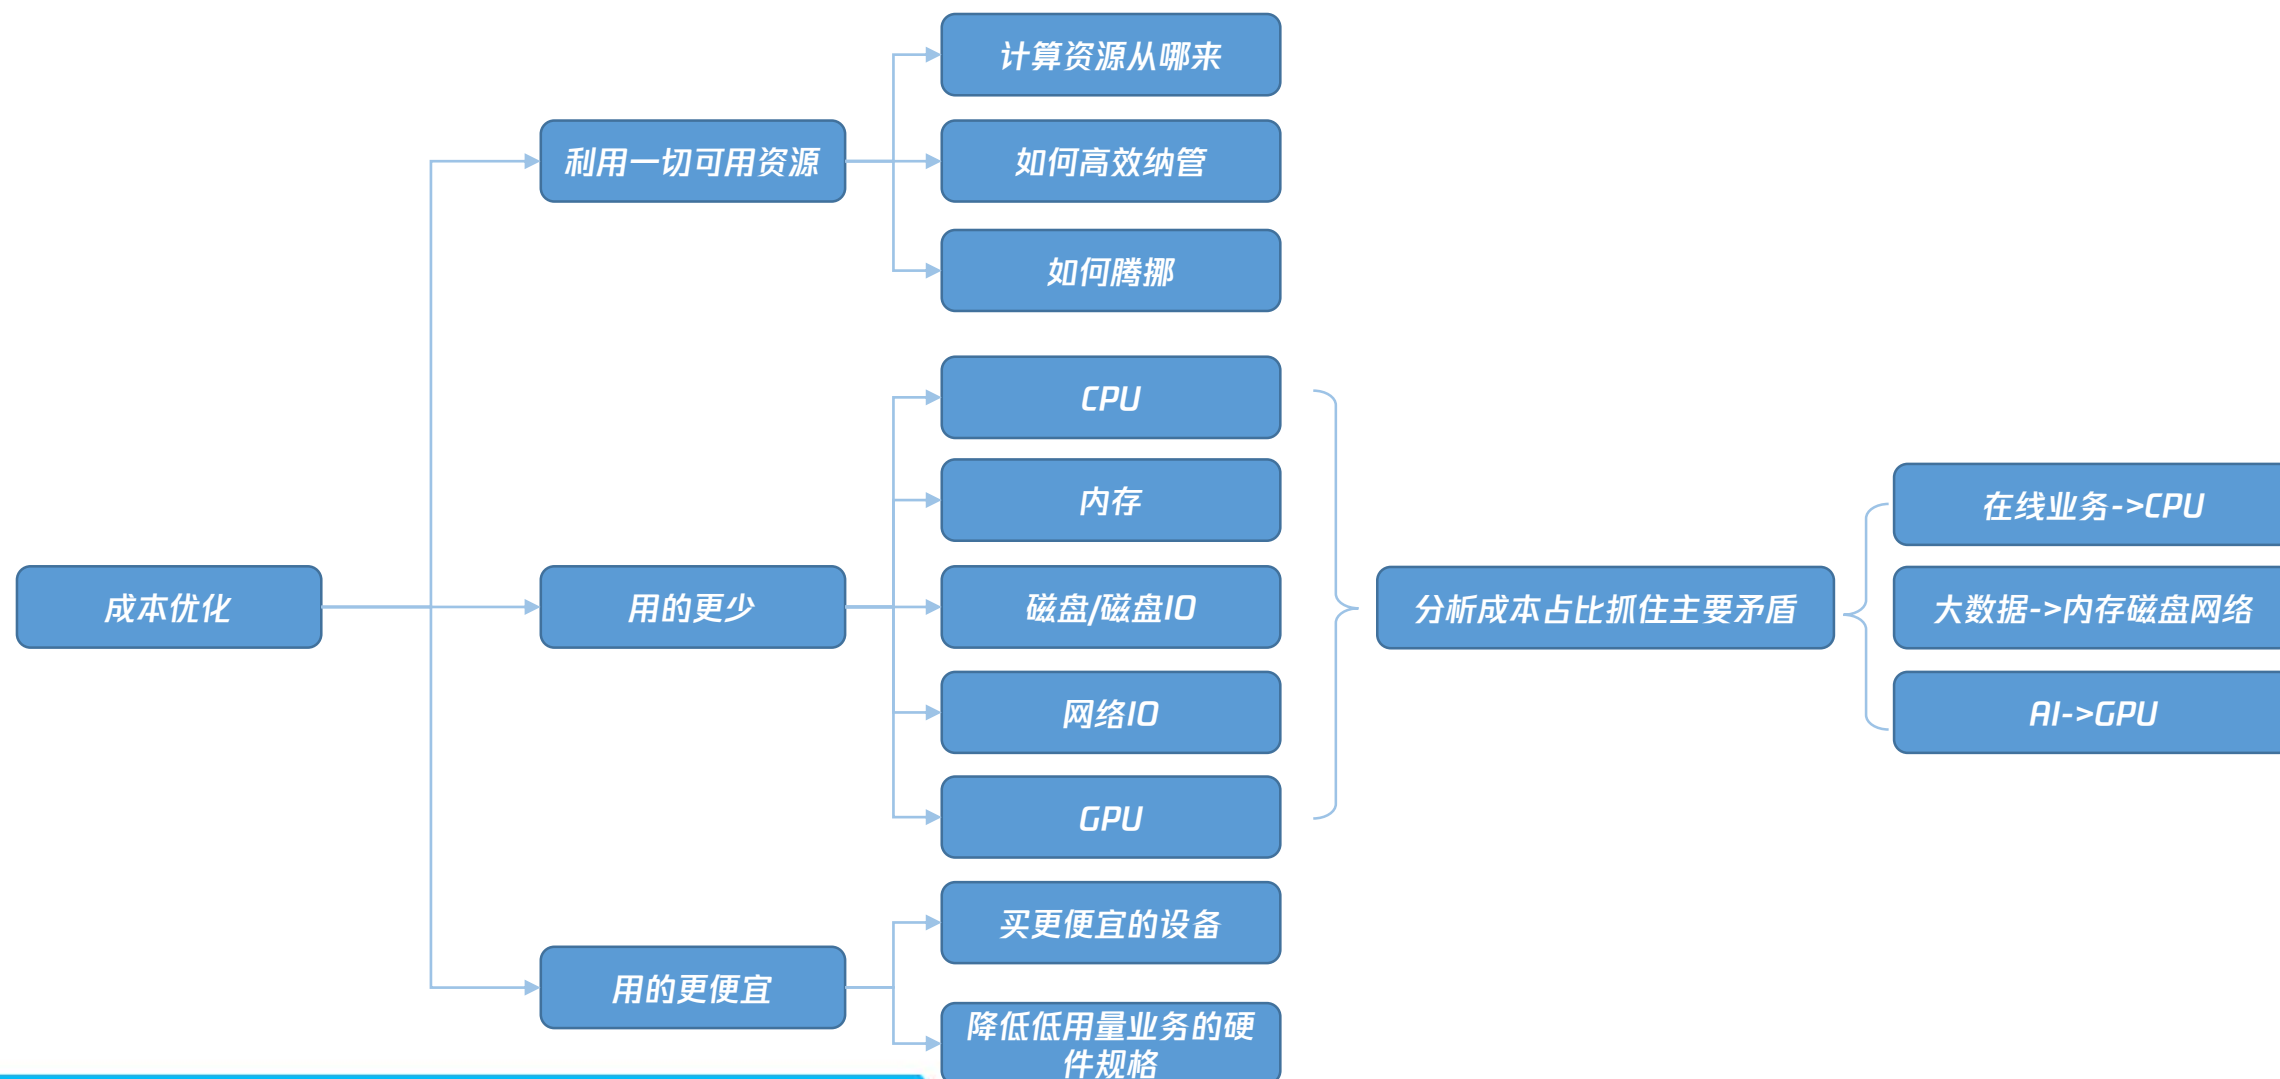 成本优化
利用一切可用资源
计算资源从哪来
如何高效纳管
如何腾挪
用的更少
CPU
内存
磁盘/磁盘IO
网络IO
GPU
分析成本占比抓住主要矛盾
在线业务->CPU
大数据->内存磁盘网络
AI->GPU
用的更便宜
买更便宜的设备
降低低用量业务的硬
件规格